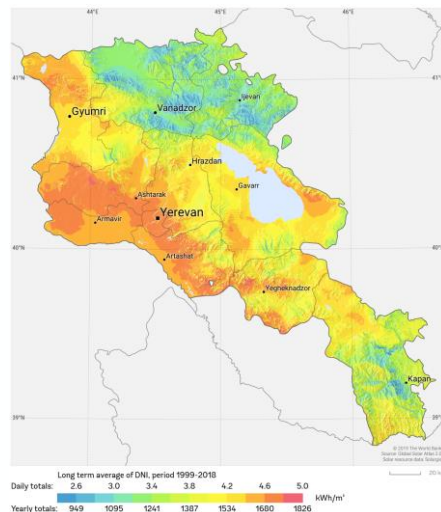 44°E
45°E
46°E
41°N
Gyumri
Vanadzor
Ijevan
Hrazdan
Gavarr
Ashtarak
Yerevan
Armavir
40°N
40°N
Artashat
Yegheknadzor
Kapan
39°N
© 2019 The World Bank
Source: Global Solar Atlas 2.0
Solar resource data: Solargis
Long term average of DNI, period 1999-2018
Daily totals: 2.6 3.0 3.4 3.8 4.2 4.6 5.0
kWh/m²
Yearly totals: 949 1095 1241 1387 1534 1680 1826